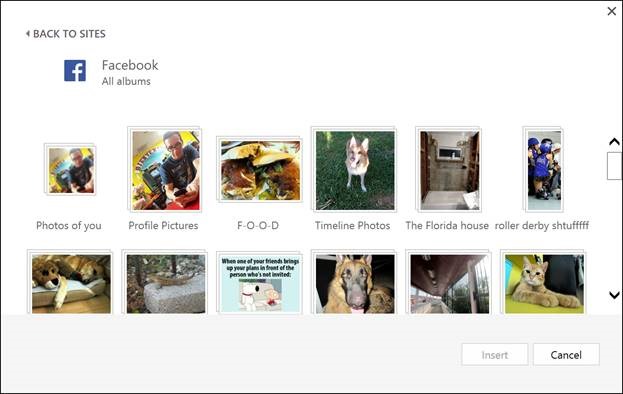 BACK TO SITES
Facebook
All albums
Photos of you
Profile Pictures
F-O-O-D
Timeline Photos
The Florida house
roller derby shtufffff
When one of your friends brings
up your plans in front of the
person who's not invited:
Insert
Cancel